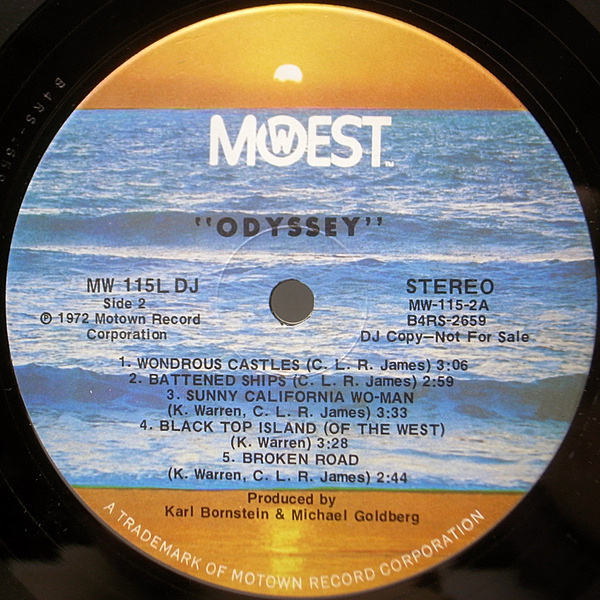 MOWEST™
"ODYSSEY"
MW 115L DJ
Side 2
℗ 1972 Motown Record
Corporation
STEREO
MW-115-2A
B4RS-2659
DJ Copy—Not For Sale
1. WONDROUS CASTLES (C. L. R. James) 3:06
2. BATTENED SHIPS (C. L. R. James) 2:59
3. SUNNY CALIFORNIA WO-MAN
(K. Warren, C. L. R. James) 3:33
4. BLACK TOP ISLAND (OF THE WEST)
(K. Warren) 3:28
5. BROKEN ROAD
(K. Warren, C. L. R. James) 2:44
Produced by
Karl Bornstein & Michael Goldberg
A TRADEMARK OF MOTOWN RECORD CORPORATION